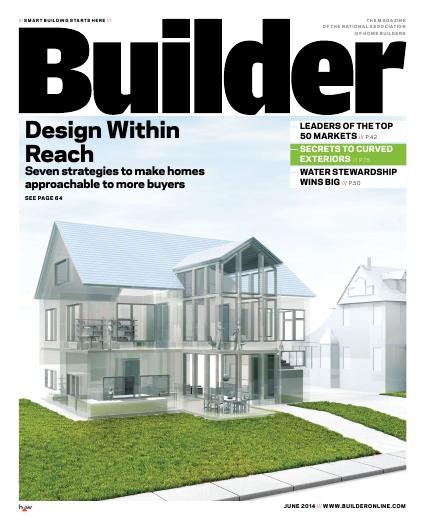 /// SMART BUILDING STARTS HERE ///
THE MAGAZINE
OF THE NATIONAL ASSOCIATION
OF HOME BUILDERS
Builder
Design Within
Reach
Seven strategies to make homes
approachable to more buyers
SEE PAGE 64
LEADERS OF THE TOP
50 MARKETS /// P.42
SECRETS TO CURVED
EXTERIORS /// P.75
WATER STEWARDSHIP
WINS BIG /// P.50
JUNE 2014 /// WWW.BUILDERONLINE.COM